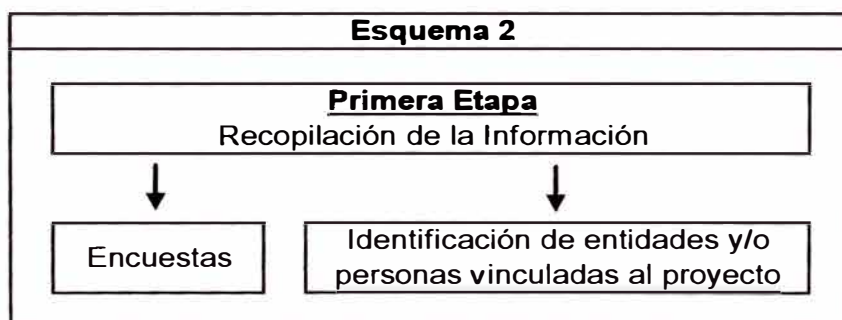 Esquema 2
Primera Etapa
Recopilación de la Información
Encuestas
Identificación de entidades y/o
personas vinculadas al proyecto